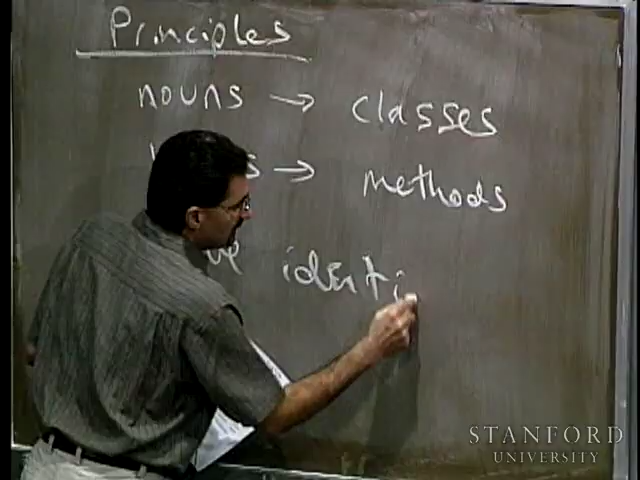 Principles
nouns → classes
→ methods
identi
STANFORD
UNIVERSITY